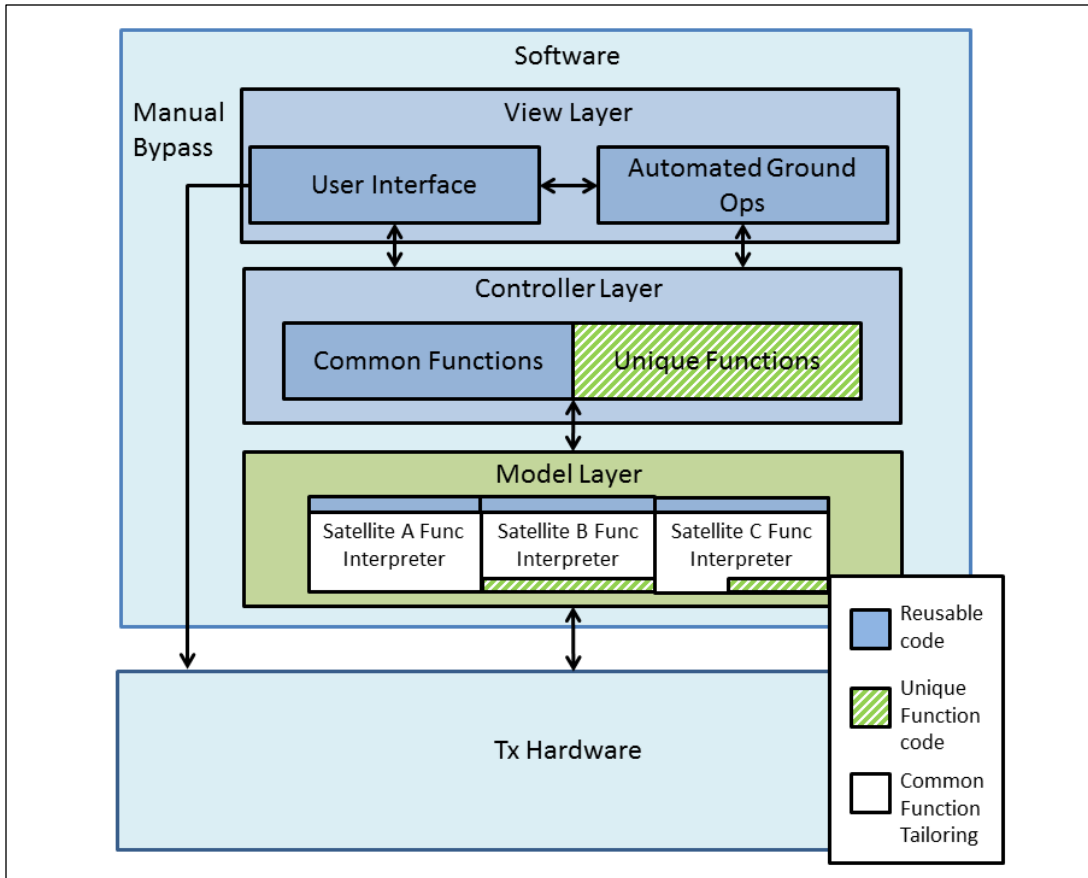 Software
Manual
Bypass
View Layer
User Interface
Automated Ground
Ops
Controller Layer
Common Functions
Unique Functions
Model Layer
Satellite A Func
Interpreter
Satellite B Func
Interpreter
Satellite C Func
Interpreter
Tx Hardware
Reusable
code
Unique
Function
code
Common
Function
Tailoring